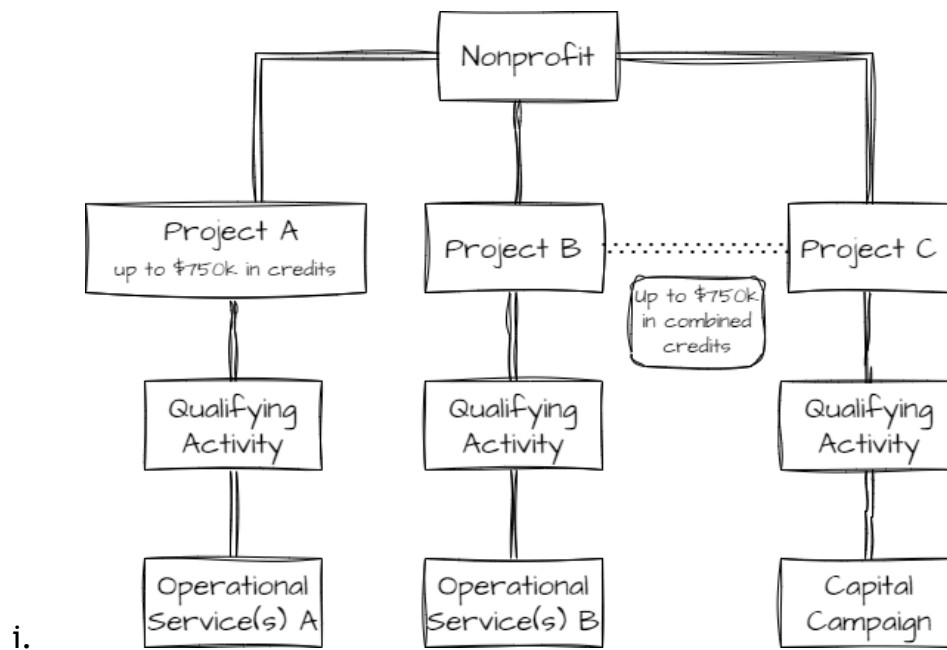 Nonprofit
Project A
up to $750k in credits
Project B
Project C
Up to $750k
in combined
credits
Qualifying
Activity
Qualifying
Activity
Qualifying
Activity
Operational
Service(s) A
Operational
Service(s) B
Capital
Campaign
i.